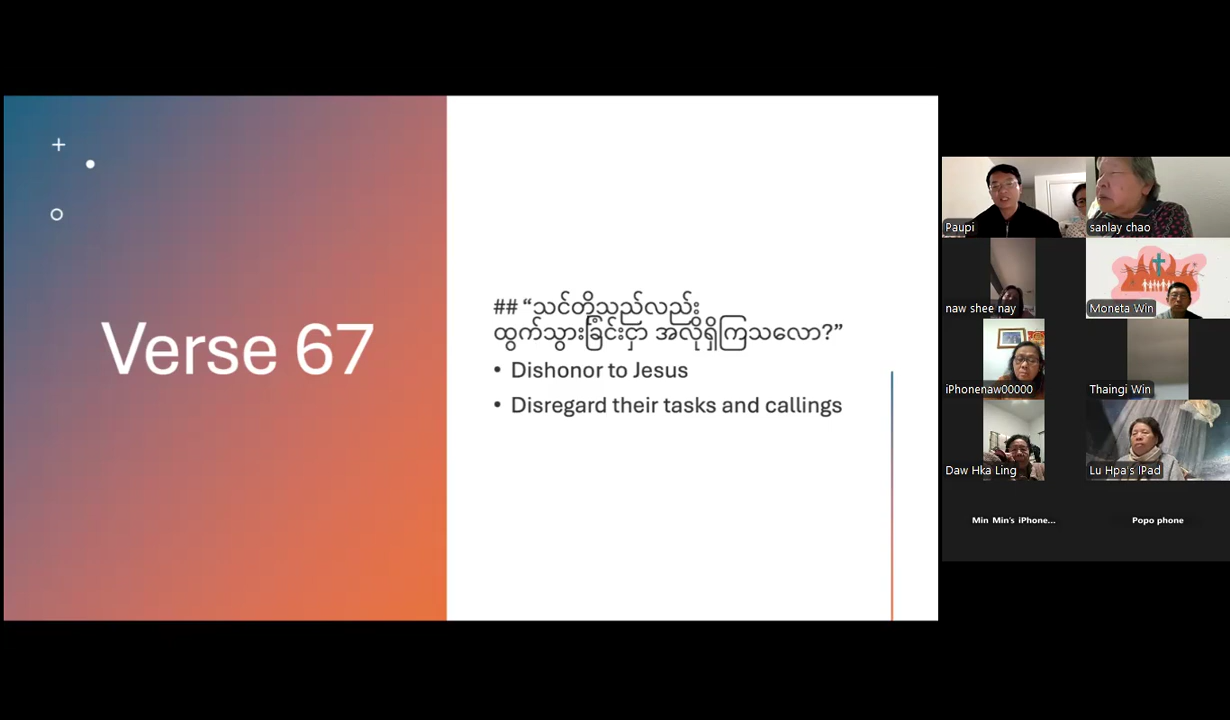 Verse 67
## “သင်တို့သည်လည်း
ထွက်သွားခြင်းငှာ အလိုရှိကြသလော?”
• Dishonor to Jesus
• Disregard their tasks and callings
Paupi
sanlay chao
naw shee nay
Moneta Win
iPhonenaw00000
Thaingi Win
Daw Hka Ling
Lu Hpa's IPad
Min Min's iPhone...
Popo phone